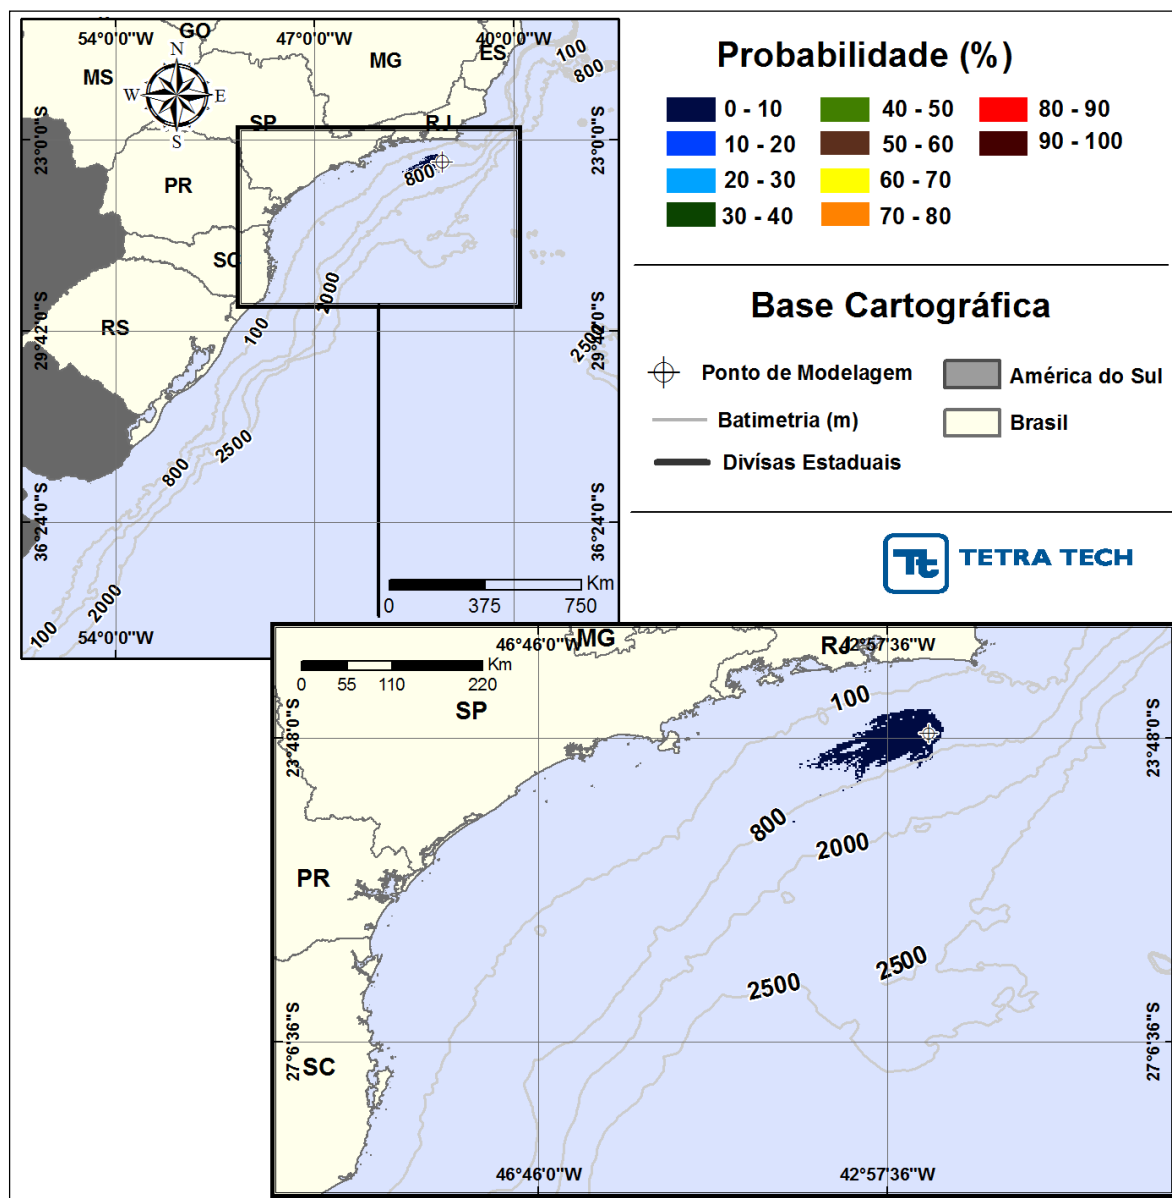 54°0'0"W
47°0'0"W
40°0'0"W
GO
MG
ES
MS
N
W
E
S
100
800
SP
RJ
23°0'0"S
23°0'0"S
800
PR
SC
2000
RS
100
29°42'0"S
2500
29°42'0"S
2500
800
36°24'0"S
36°24'0"S
2000
100
54°0'0"W
Km
0 375 750
Probabilidade (%)
0 - 10
40 - 50
80 - 90
10 - 20
50 - 60
90 - 100
20 - 30
60 - 70
30 - 40
70 - 80
Base Cartográfica
Ponto de Modelagem
América do Sul
Batimetria (m)
Brasil
Divísas Estaduais
Tt TETRA TECH
46°46'0"W
MG
RJ
42°57'36"W
Km
0 55 110 220
SP
100
23°48'0"S
23°48'0"S
800
2000
PR
2500
2500
27°6'36"S
27°6'36"S
SC
46°46'0"W
42°57'36"W